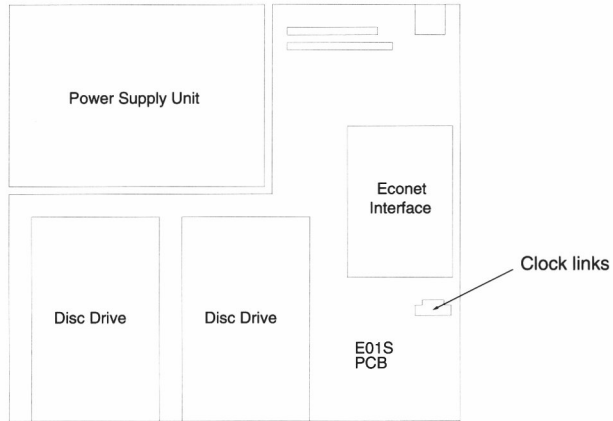 Power Supply Unit
Econet
Interface
Clock links
Disc Drive
Disc Drive
E01S
PCB